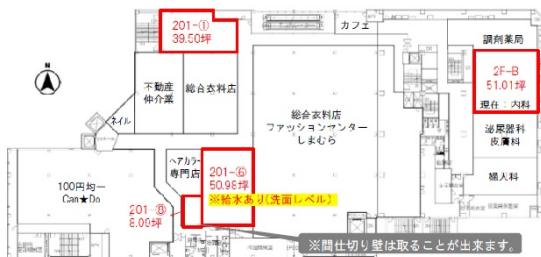 201-①
39.50坪
カフェ
調剤薬局
2F-B
51.01坪
現在：内科
不動産
仲介業
総合衣料店
ネイル
総合衣料店
ファッションセンター
しまむら
泌尿器科
皮膚科
婦人科
ヘアカラー
専門店
201-⑥
50.98坪
※給水あり(洗面レベル)
100円均一
Can★Do
201-⑧
8.00坪
※間仕切り壁は取ることが出来ます。